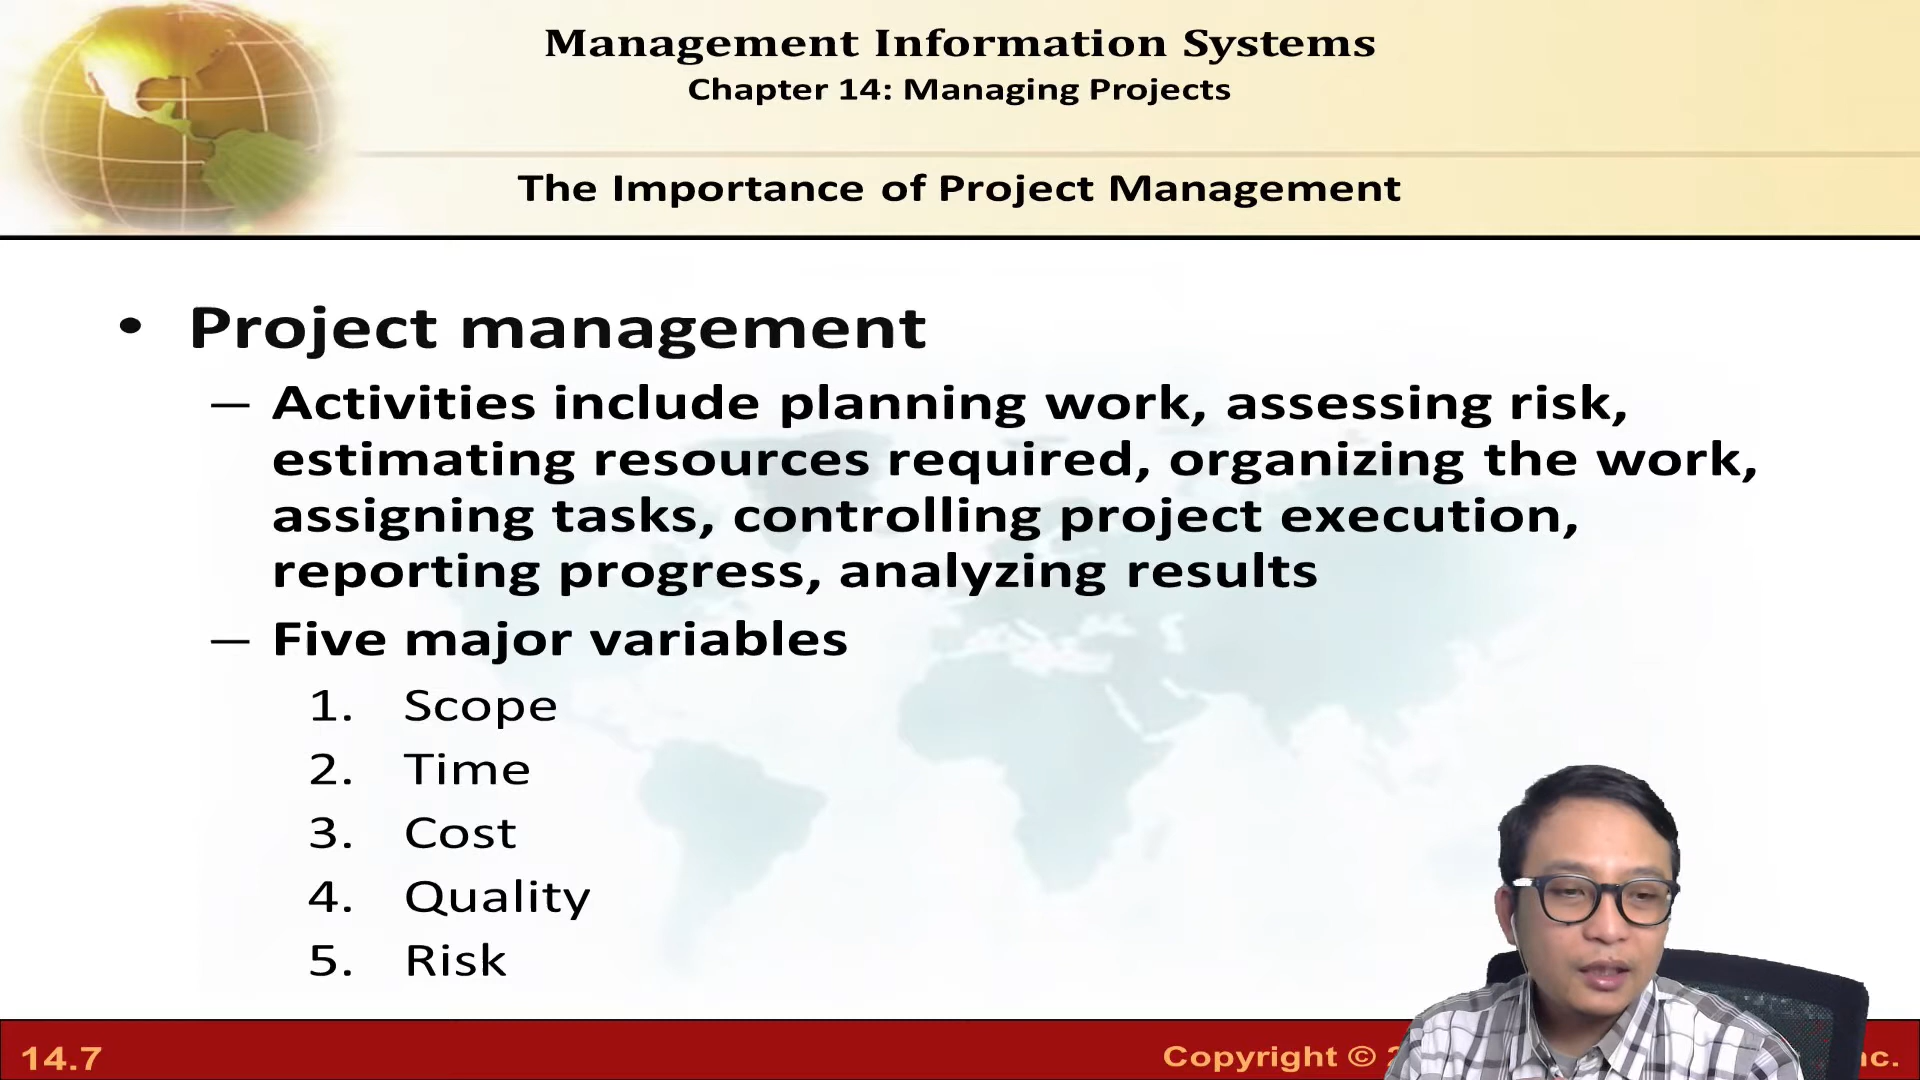 Management Information Systems
Chapter 14: Managing Projects
The Importance of Project Management
• Project management
– Activities include planning work, assessing risk,
estimating resources required, organizing the work,
assigning tasks, controlling project execution,
reporting progress, analyzing results
– Five major variables
1. Scope
2. Time
3. Cost
4. Quality
5. Risk
14.7
Copyright ©